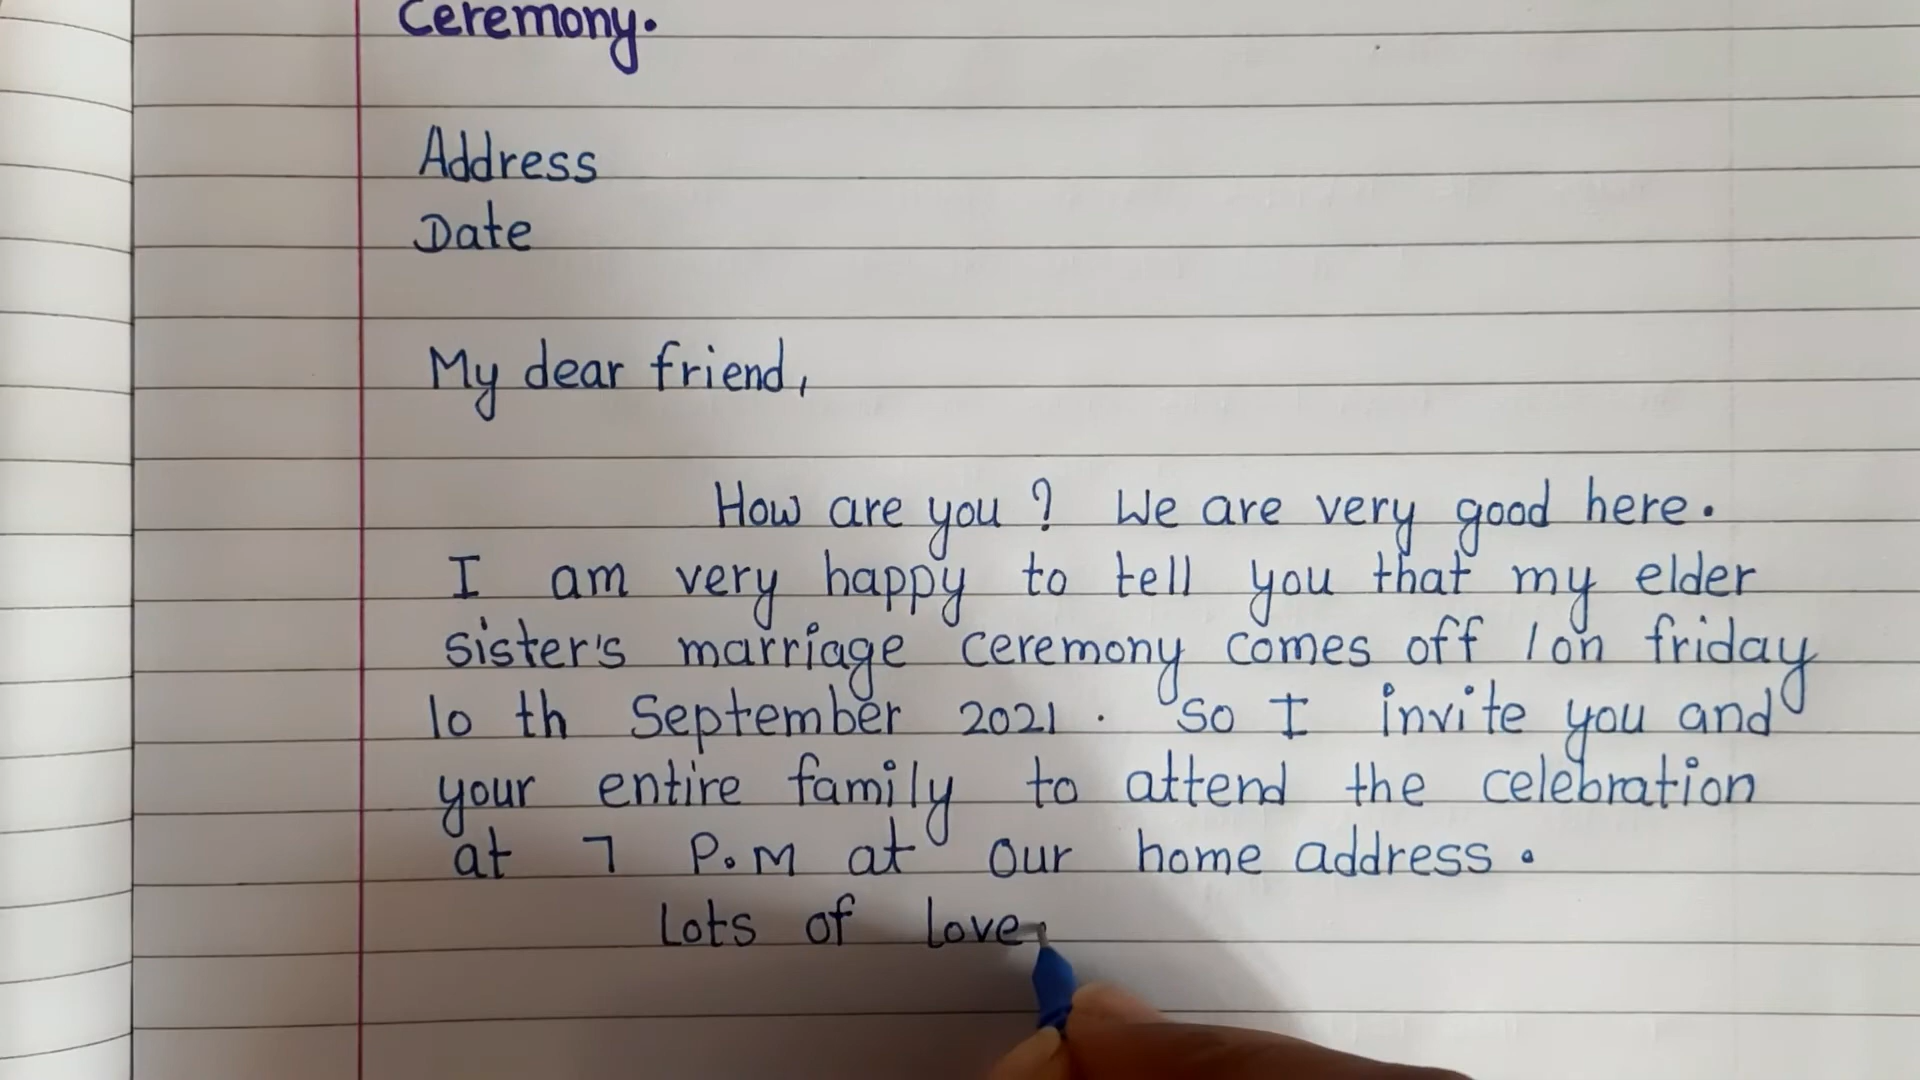 Ceremony.
Address
Date
My dear friend,
How are you ? We are very good here.
I am very happy to tell you that my elder
sister's marriage ceremony comes off / on friday
10 th September 2021 . So I invite you and
your entire family to attend the celebration
at 7 P.M at our home address.
Lots of love